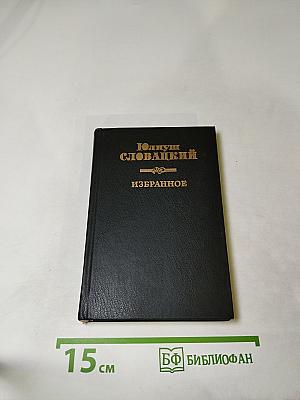 Юлиуш
СЛОВАЦКИЙ
ИЗБРАННОЕ
15 см
БФ БИБЛИОФАН